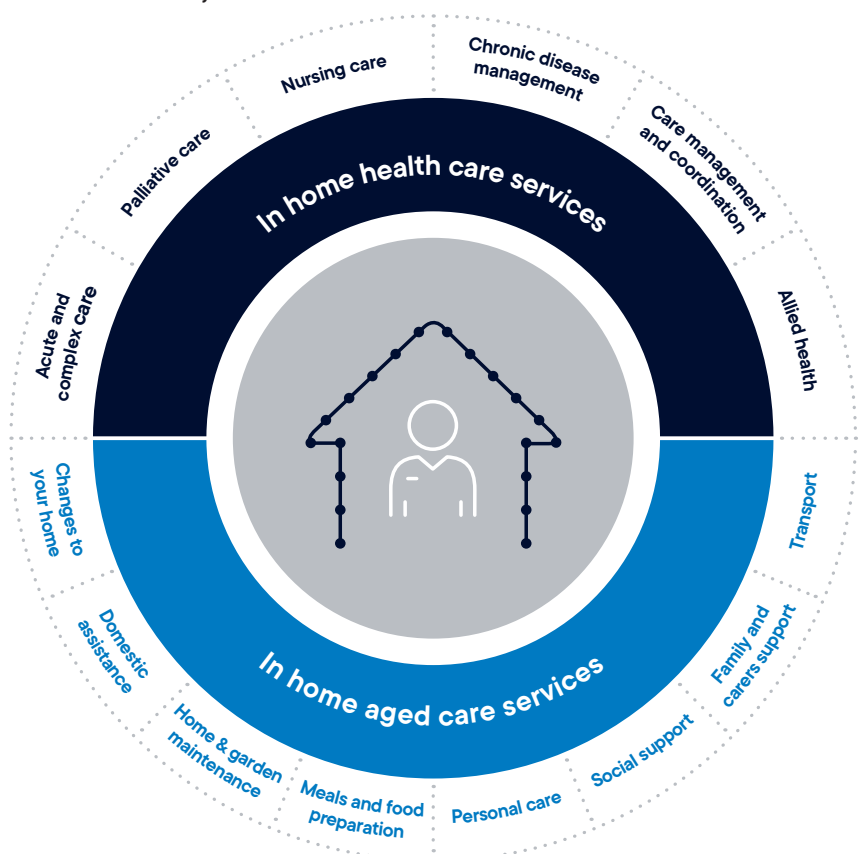 Chronic disease
management
Nursing care
Care management
and coordination
Palliative care
Allied health
Acute and
complex care
In home health care services
Changes to
your home
Transport
Domestic
assistance
Family and
carers support
Home & garden
maintenance
Social support
Meals and food
preparation
Personal care
In home aged care services